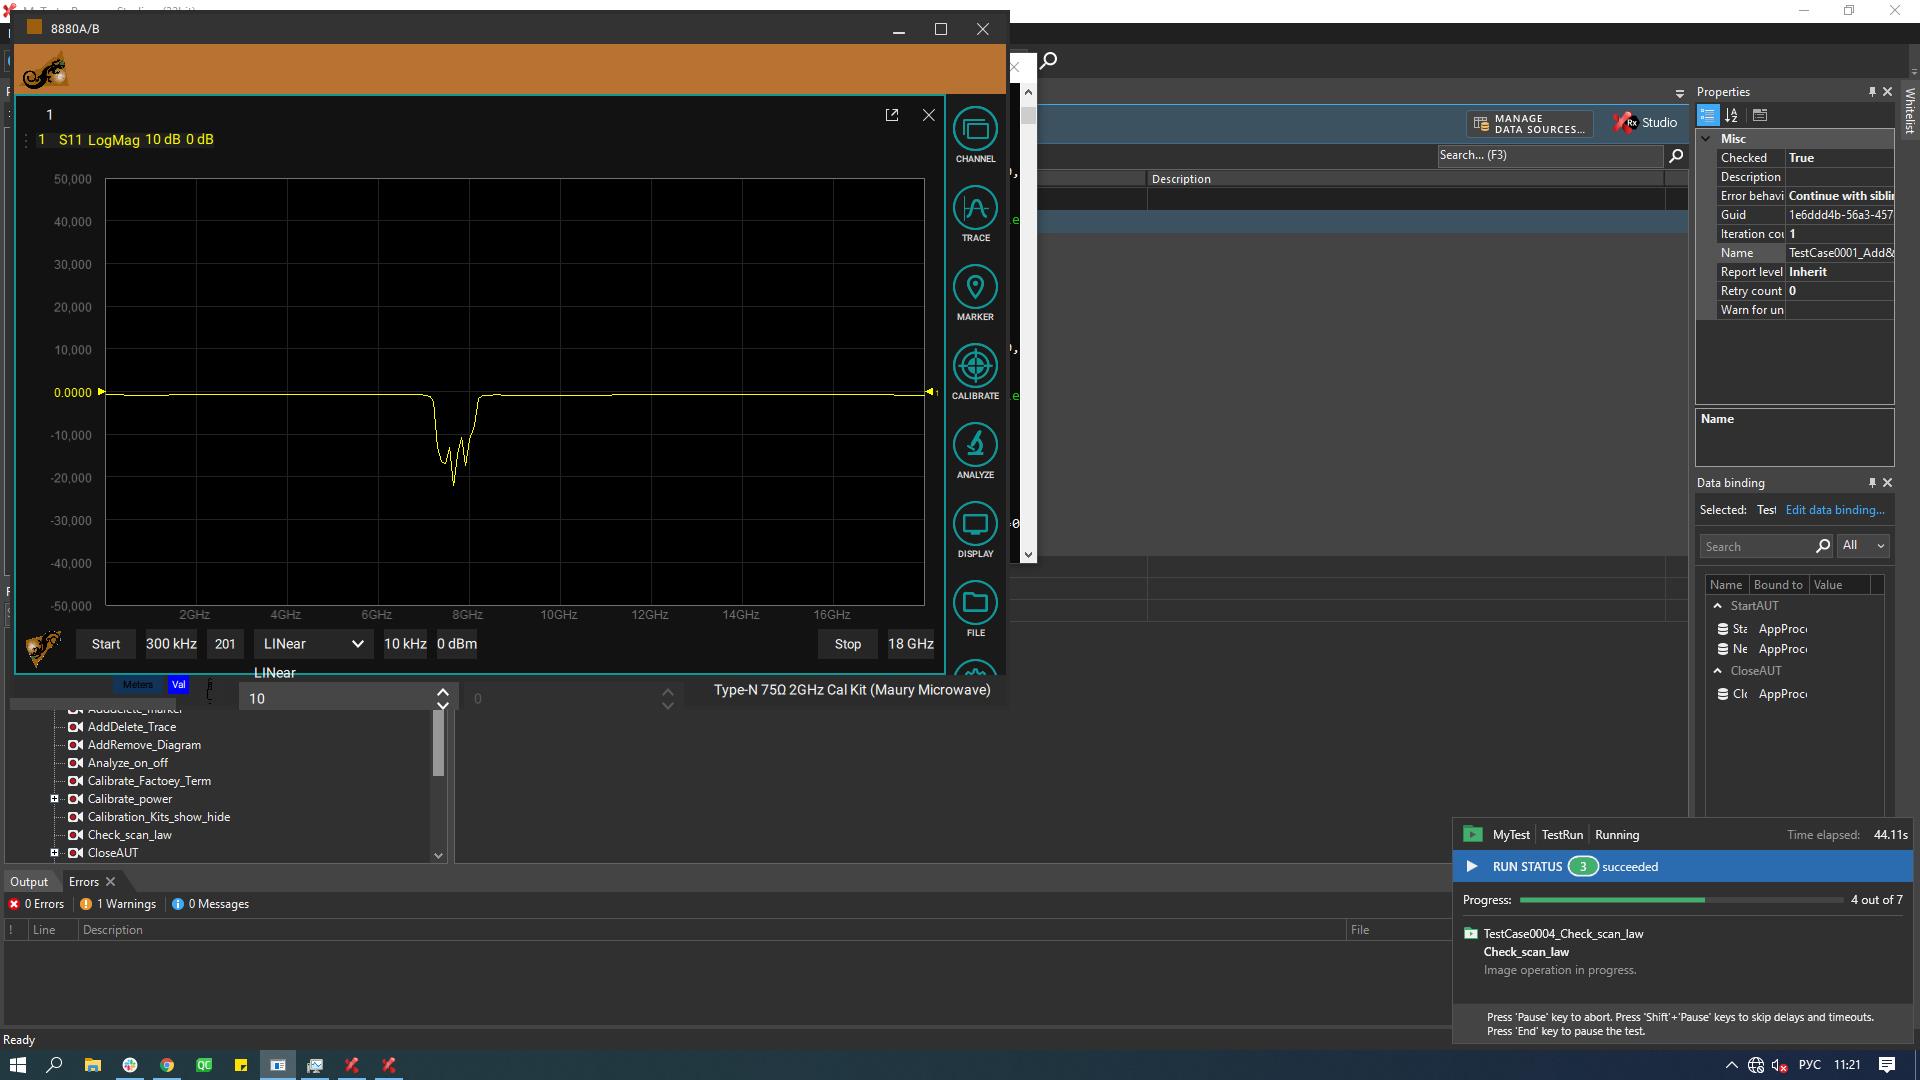 8880A/B
1
1 S11 LogMag 10 dB 0 dB
50,000
40,000
30,000
20,000
10,000
0.0000
-10,000
-20,000
-30,000
-40,000
-50,000
1
2GHz 4GHz 6GHz 8GHz 10GHz 12GHz 14GHz 16GHz
Start 300 kHz 201 LINear 10 kHz 0 dBm Stop 18 GHz
LINear
Meters Val
10 0 Type-N 75Ω 2GHz Cal Kit (Maury Microwave)
CHANNEL
TRACE
MARKER
CALIBRATE
ANALYZE
DISPLAY
FILE
MANAGE
DATA SOURCES...
Rx Studio
Search... (F3)
Description
Properties
Whitelist
Misc
Checked True
Description
Error behavi Continue with siblin
Guid 1e6ddd4b-56a3-457
Iteration cou 1
Name TestCase0001_Add&
Report level Inherit
Retry count 0
Warn for un
Name
Data binding
Selected: Test Edit data binding...
Search All
Name Bound to Value
StartAUT
Sta AppProce
Ne AppProce
CloseAUT
Clo AppProce
AddDelete_Trace
AddRemove_Diagram
Analyze_on_off
Calibrate_Factoey_Term
Calibrate_power
Calibration_Kits_show_hide
Check_scan_law
CloseAUT
Output Errors
0 Errors 1 Warnings 0 Messages
! Line Description File
MyTest TestRun Running Time elapsed: 44.11s
RUN STATUS 3 succeeded
Progress: 4 out of 7
TestCase0004_Check_scan_law
Check_scan_law
Image operation in progress.
Press 'Pause' key to abort. Press 'Shift'+'Pause' keys to skip delays and timeouts.
Press 'End' key to pause the test.
Ready
QC
РУС 11:21